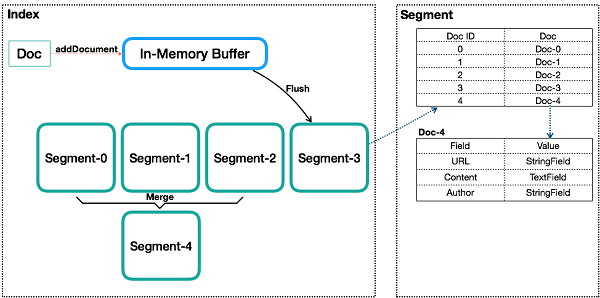 Index
Doc
addDocument
In-Memory Buffer
Flush
Segment-0
Segment-1
Segment-2
Segment-3
Merge
Segment-4
Segment
Doc ID Doc
0 Doc-0
1 Doc-1
2 Doc-2
3 Doc-3
4 Doc-4
Doc-4
Field Value
URL StringField
Content TextField
Author StringField